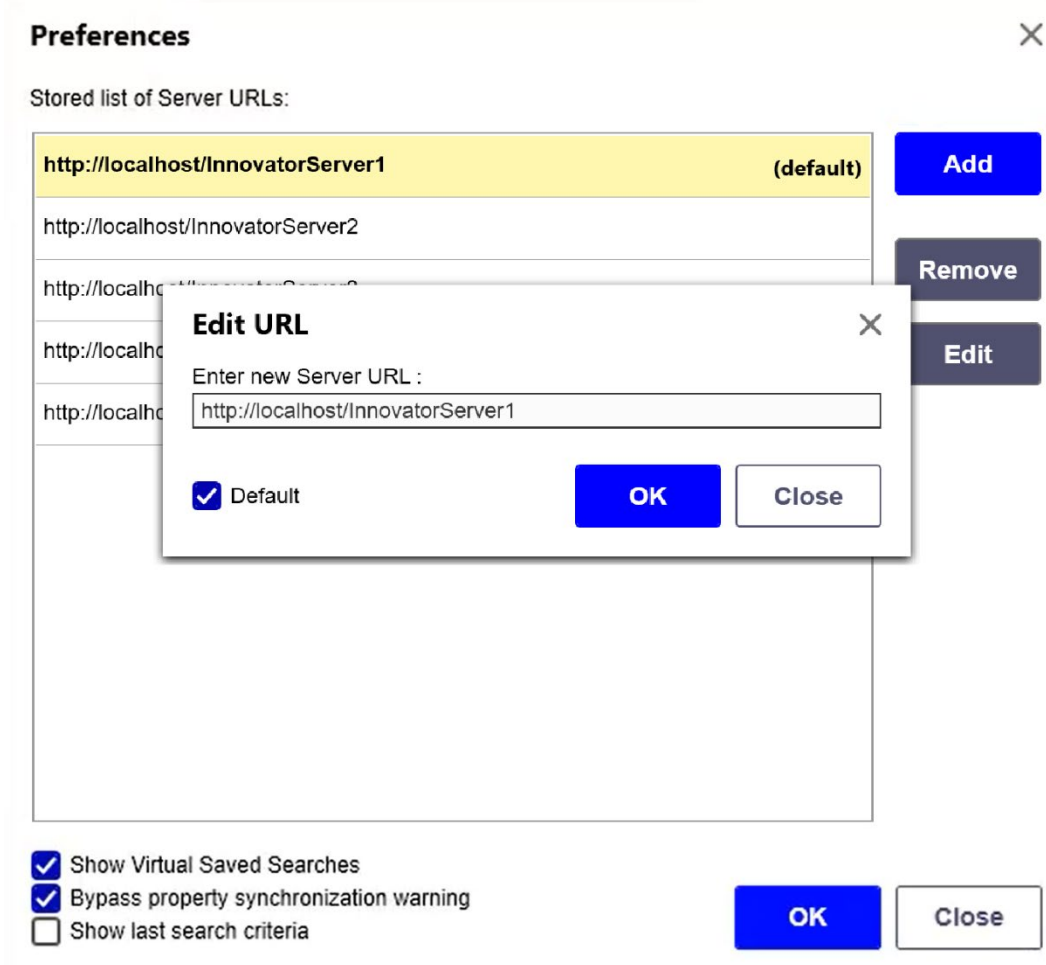 Preferences
Stored list of Server URLs:
http://localhost/InnovatorServer1 (default)
Add
http://localhost/InnovatorServer2
Remove
Edit URL
Edit
Enter new Server URL :
http://localhost/InnovatorServer1
Default
OK
Close
Show Virtual Saved Searches
Bypass property synchronization warning
Show last search criteria
OK
Close